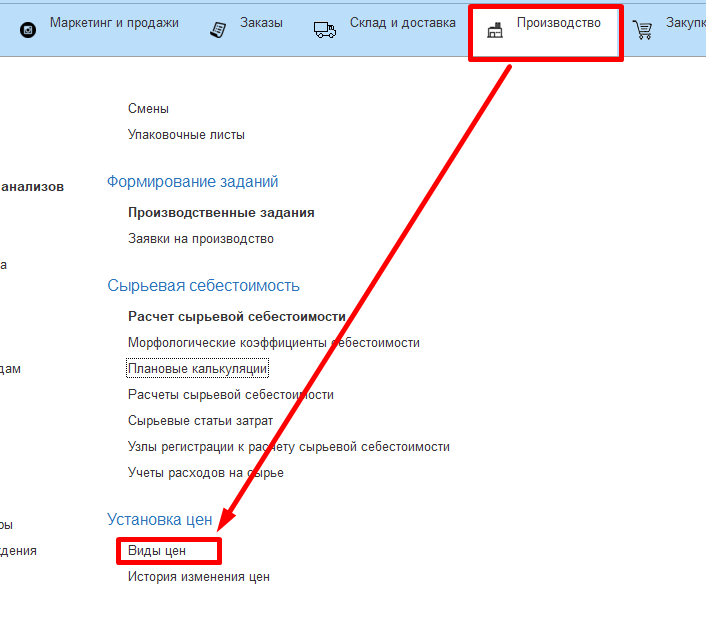 Маркетинг и продажи
Заказы
Склад и доставка
Производство
Закупк
Смены
Упаковочные листы
анализов
Формирование заданий
Производственные задания
Заявки на производство
а
Сырьевая себестоимость
Расчет сырьевой себестоимости
Морфологические коэффициенты себестоимости
дам
Плановые калькуляции
Расчеты сырьевой себестоимости
Сырьевые статьи затрат
Узлы регистрации к расчету сырьевой себестоимости
Учеты расходов на сырье
Установка цен
ры
ждения
Виды цен
История изменения цен